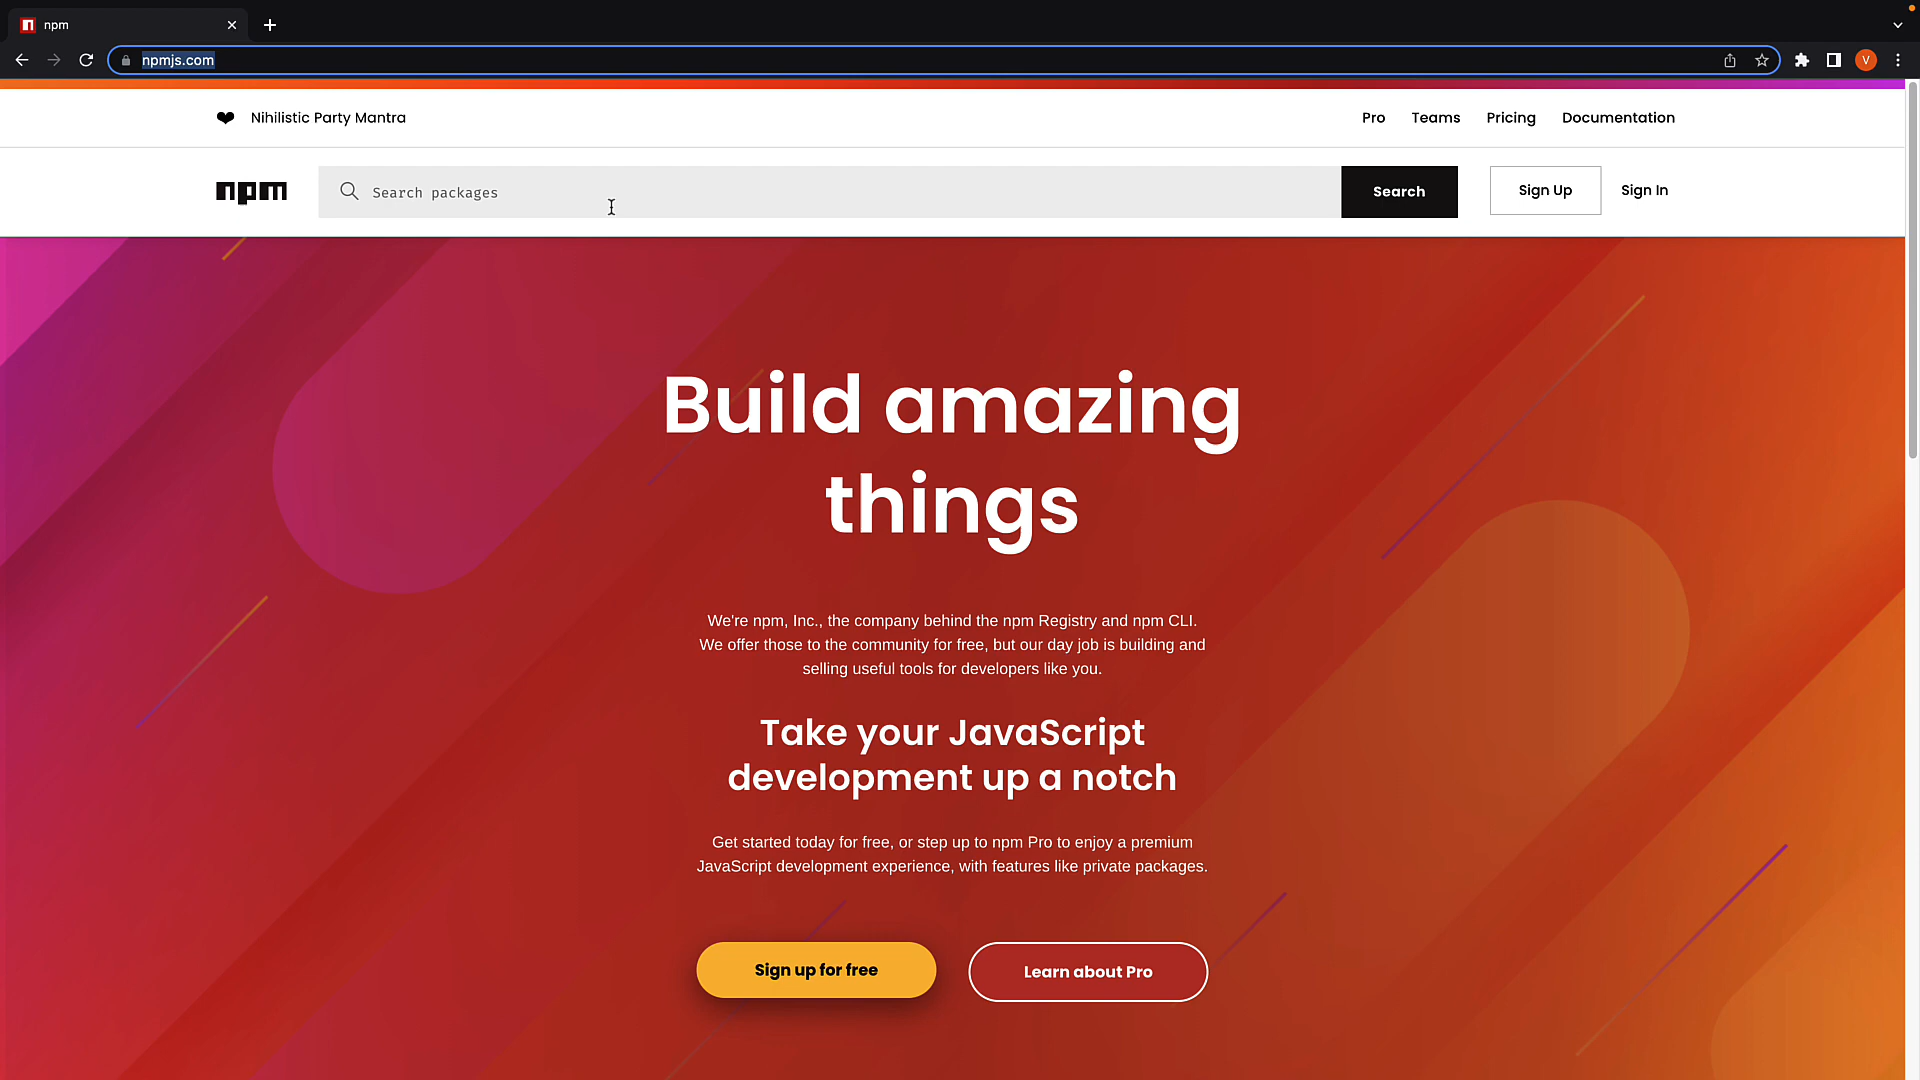 npm
npmjs.com
V
Nihilistic Party Mantra
Pro
Teams
Pricing
Documentation
npm
Search packages
Search
Sign Up
Sign In
Build amazing
things
We're npm, Inc., the company behind the npm Registry and npm CLI.
We offer those to the community for free, but our day job is building and
selling useful tools for developers like you.
Take your JavaScript
development up a notch
Get started today for free, or step up to npm Pro to enjoy a premium
JavaScript development experience, with features like private packages.
Sign up for free
Learn about Pro